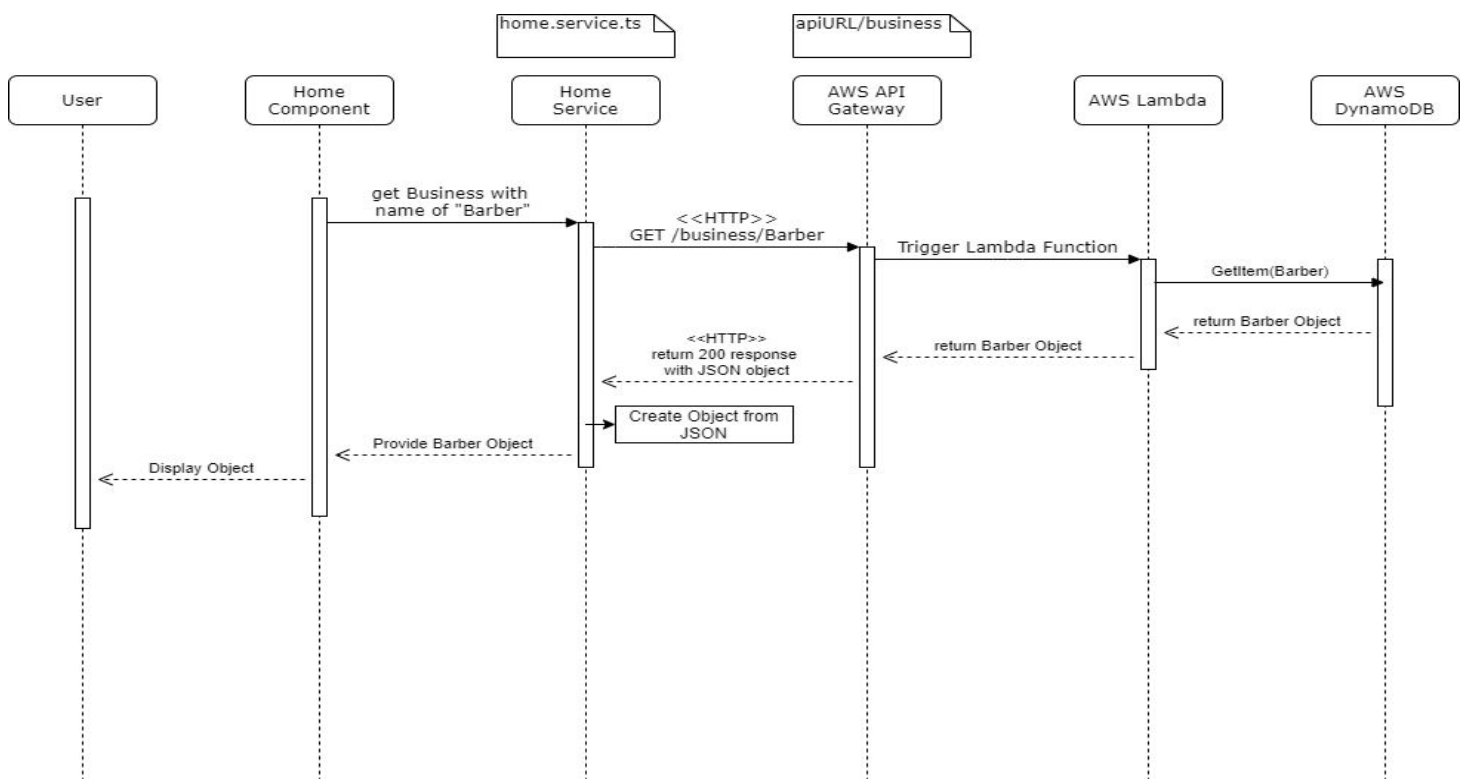 home.service.ts
apiURL/business
User
Home
Component
Home
Service
AWS API
Gateway
AWS Lambda
AWS
DynamoDB
get Business with
name of "Barber"
<<HTTP>>
GET /business/Barber
Trigger Lambda Function
GetItem(Barber)
return Barber Object
return Barber Object
<<HTTP>>
return 200 response
with JSON object
Create Object from
JSON
Provide Barber Object
Display Object